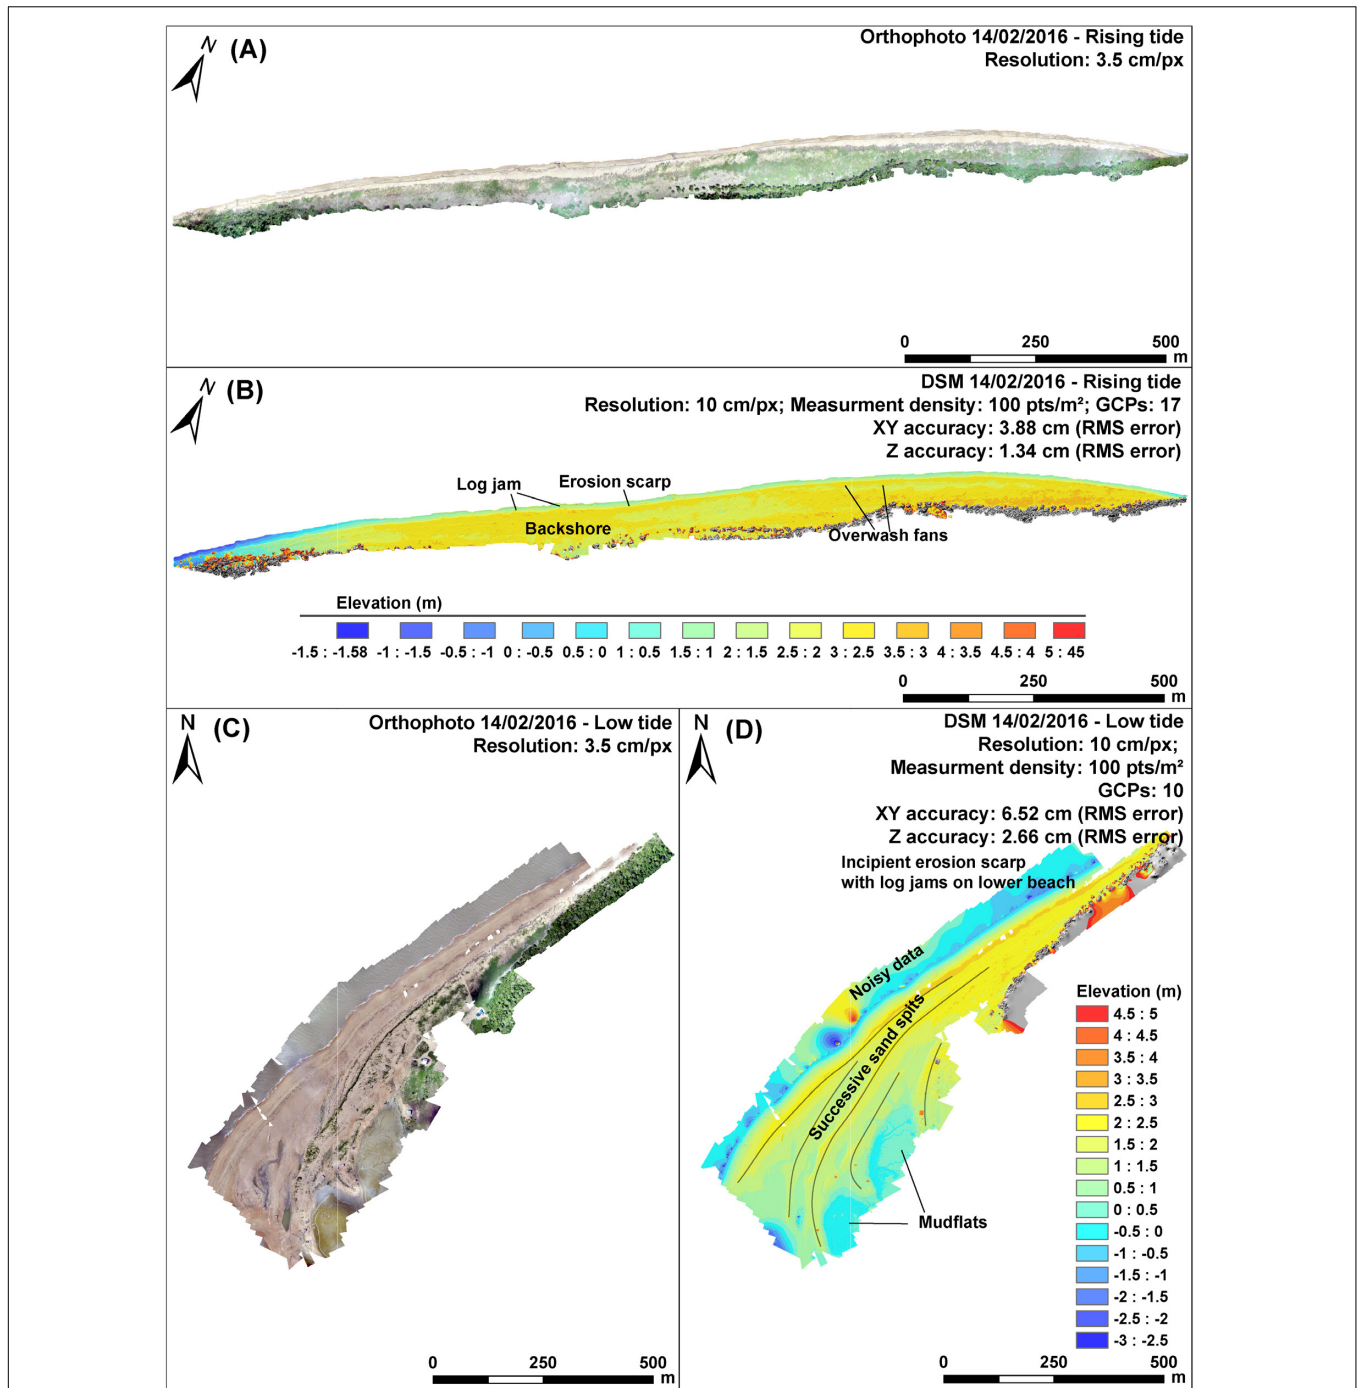 N (A)
Orthophoto 14/02/2016 - Rising tide
Resolution: 3.5 cm/px
0 250 500
m
N (B)
DSM 14/02/2016 - Rising tide
Resolution: 10 cm/px; Measurment density: 100 pts/m²; GCPs: 17
XY accuracy: 3.88 cm (RMS error)
Z accuracy: 1.34 cm (RMS error)
Log jam
Erosion scarp
Backshore
Overwash fans
Elevation (m)
-1.5 : -1.58 -1 : -1.5 -0.5 : -1 0 : -0.5 0.5 : 0 1 : 0.5 1.5 : 1 2 : 1.5 2.5 : 2 3 : 2.5 3.5 : 3 4 : 3.5 4.5 : 4 5 : 45
0 250 500
m
N (C)
Orthophoto 14/02/2016 - Low tide
Resolution: 3.5 cm/px
0 250 500
m
N (D)
DSM 14/02/2016 - Low tide
Resolution: 10 cm/px;
Measurment density: 100 pts/m²
GCPs: 10
XY accuracy: 6.52 cm (RMS error)
Z accuracy: 2.66 cm (RMS error)
Incipient erosion scarp
with log jams on lower beach
Noisy data
Successive sand spits
Mudflats
Elevation (m)
4.5 : 5
4 : 4.5
3.5 : 4
3 : 3.5
2.5 : 3
2 : 2.5
1.5 : 2
1 : 1.5
0.5 : 1
0 : 0.5
-0.5 : 0
-1 : -0.5
-1.5 : -1
-2 : -1.5
-2.5 : -2
-3 : -2.5
0 250 500
m